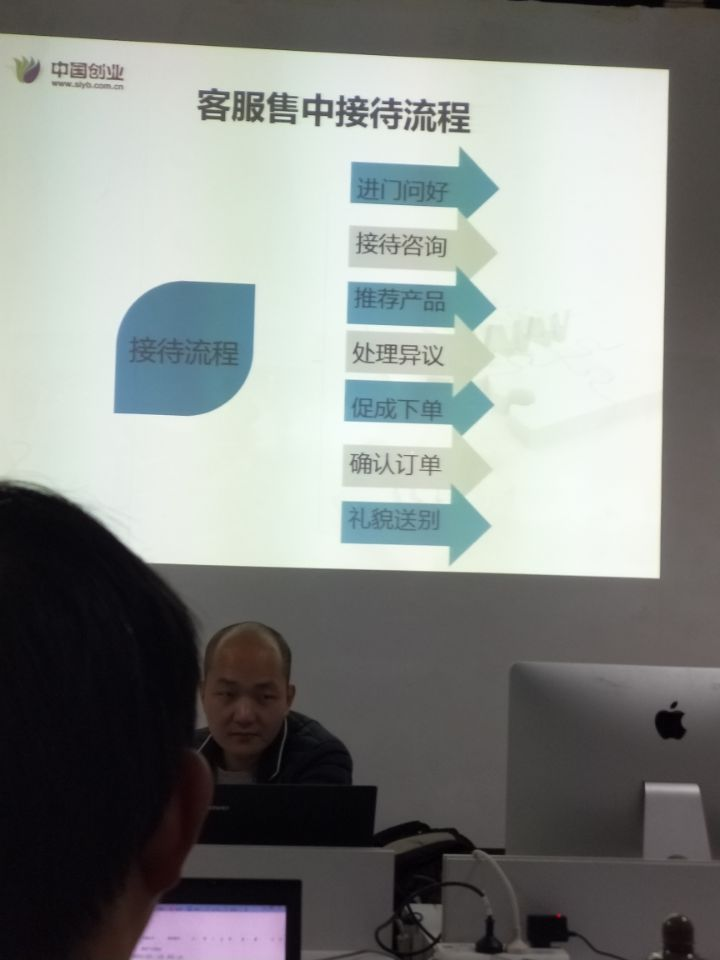 中国创业
www.siyb.com.cn
客服售中接待流程
接待流程
进门问好
接待咨询
推荐产品
处理异议
促成下单
确认订单
礼貌送别